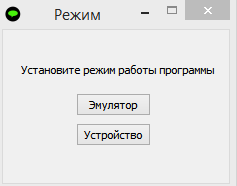 Режим
Установите режим работы программы
Эмулятор
Устройство